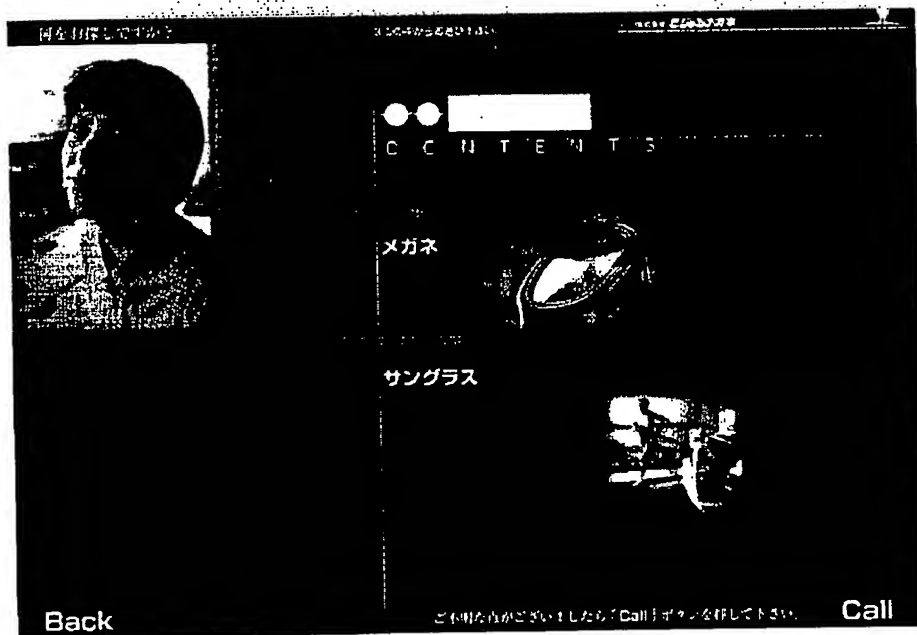 何をお探しですか？
C C N T E N T S
メガネ
サングラス
ご不明な点がございましたら「Call」ボタンを押して下さい。
Back
Call